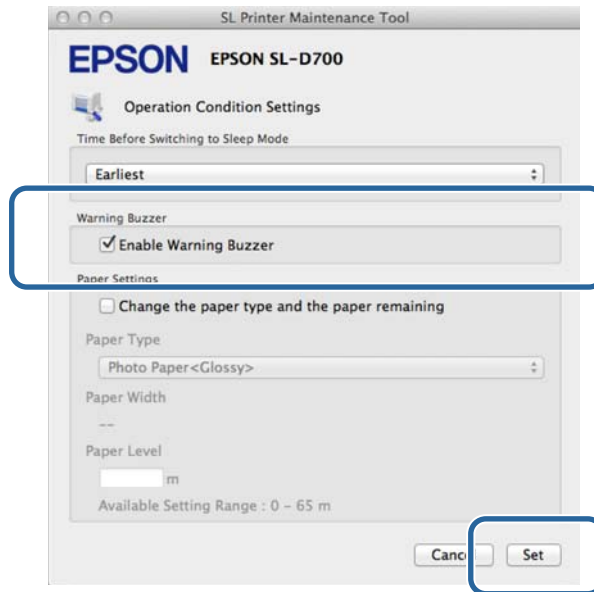 SL Printer Maintenance Tool
EPSON EPSON SL-D700
Operation Condition Settings
Time Before Switching to Sleep Mode
Earliest
Warning Buzzer
Enable Warning Buzzer
Paper Settings
Change the paper type and the paper remaining
Paper Type
Photo Paper<Glossy>
Paper Width
--
Paper Level
m
Available Setting Range : 0 – 65 m
Set